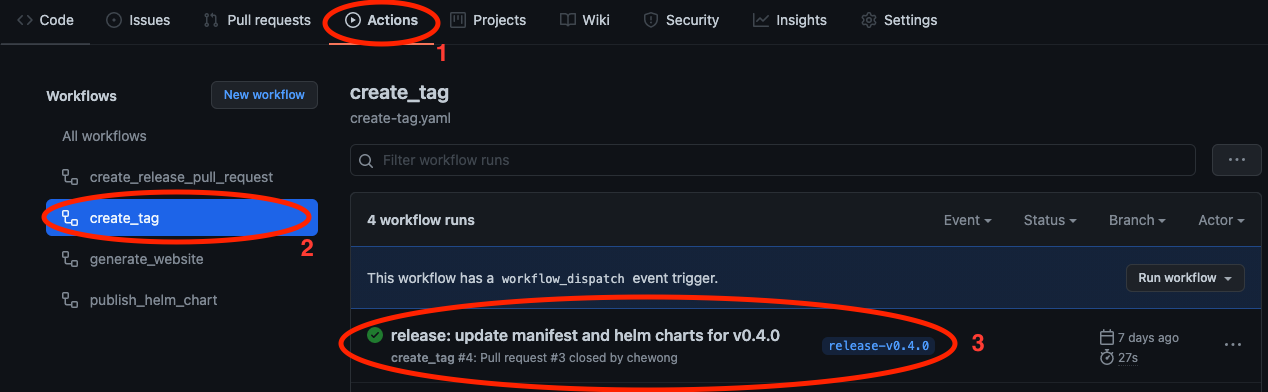 Code Issues Pull requests Actions Projects Wiki Security Insights Settings
1
Workflows New workflow
All workflows
create_release_pull_request
create_tag
2
generate_website
publish_helm_chart
create_tag
create-tag.yaml
Filter workflow runs
4 workflow runs Event Status Branch Actor
This workflow has a workflow_dispatch event trigger. Run workflow
release: update manifest and helm charts for v0.4.0
create_tag #4: Pull request #3 closed by chewong
release-v0.4.0
3
7 days ago
27s